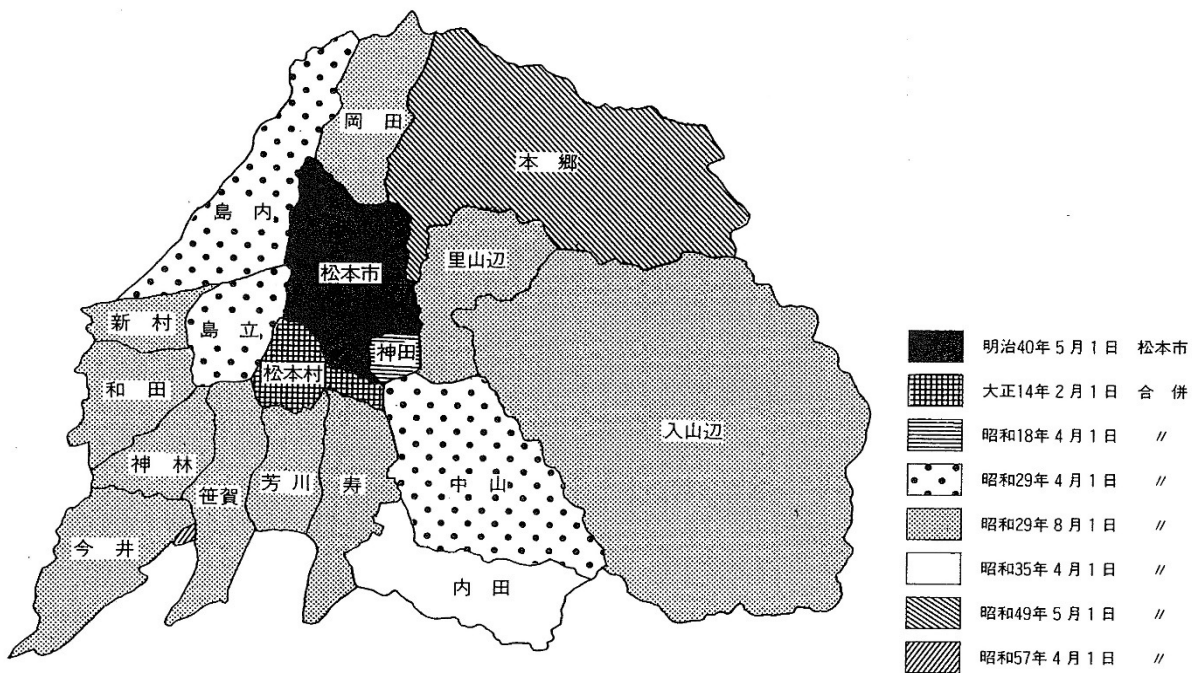 岡田
本郷
島内
松本市
里山辺
新村
島立
神田
松本村
和田
入山辺
神林
笹賀
芳川
寿
中山
今井
内田
明治40年5月1日 松本市
大正14年2月1日 合併
昭和18年4月1日 〃
昭和29年4月1日 〃
昭和29年8月1日 〃
昭和35年4月1日 〃
昭和49年5月1日 〃
昭和57年4月1日 〃